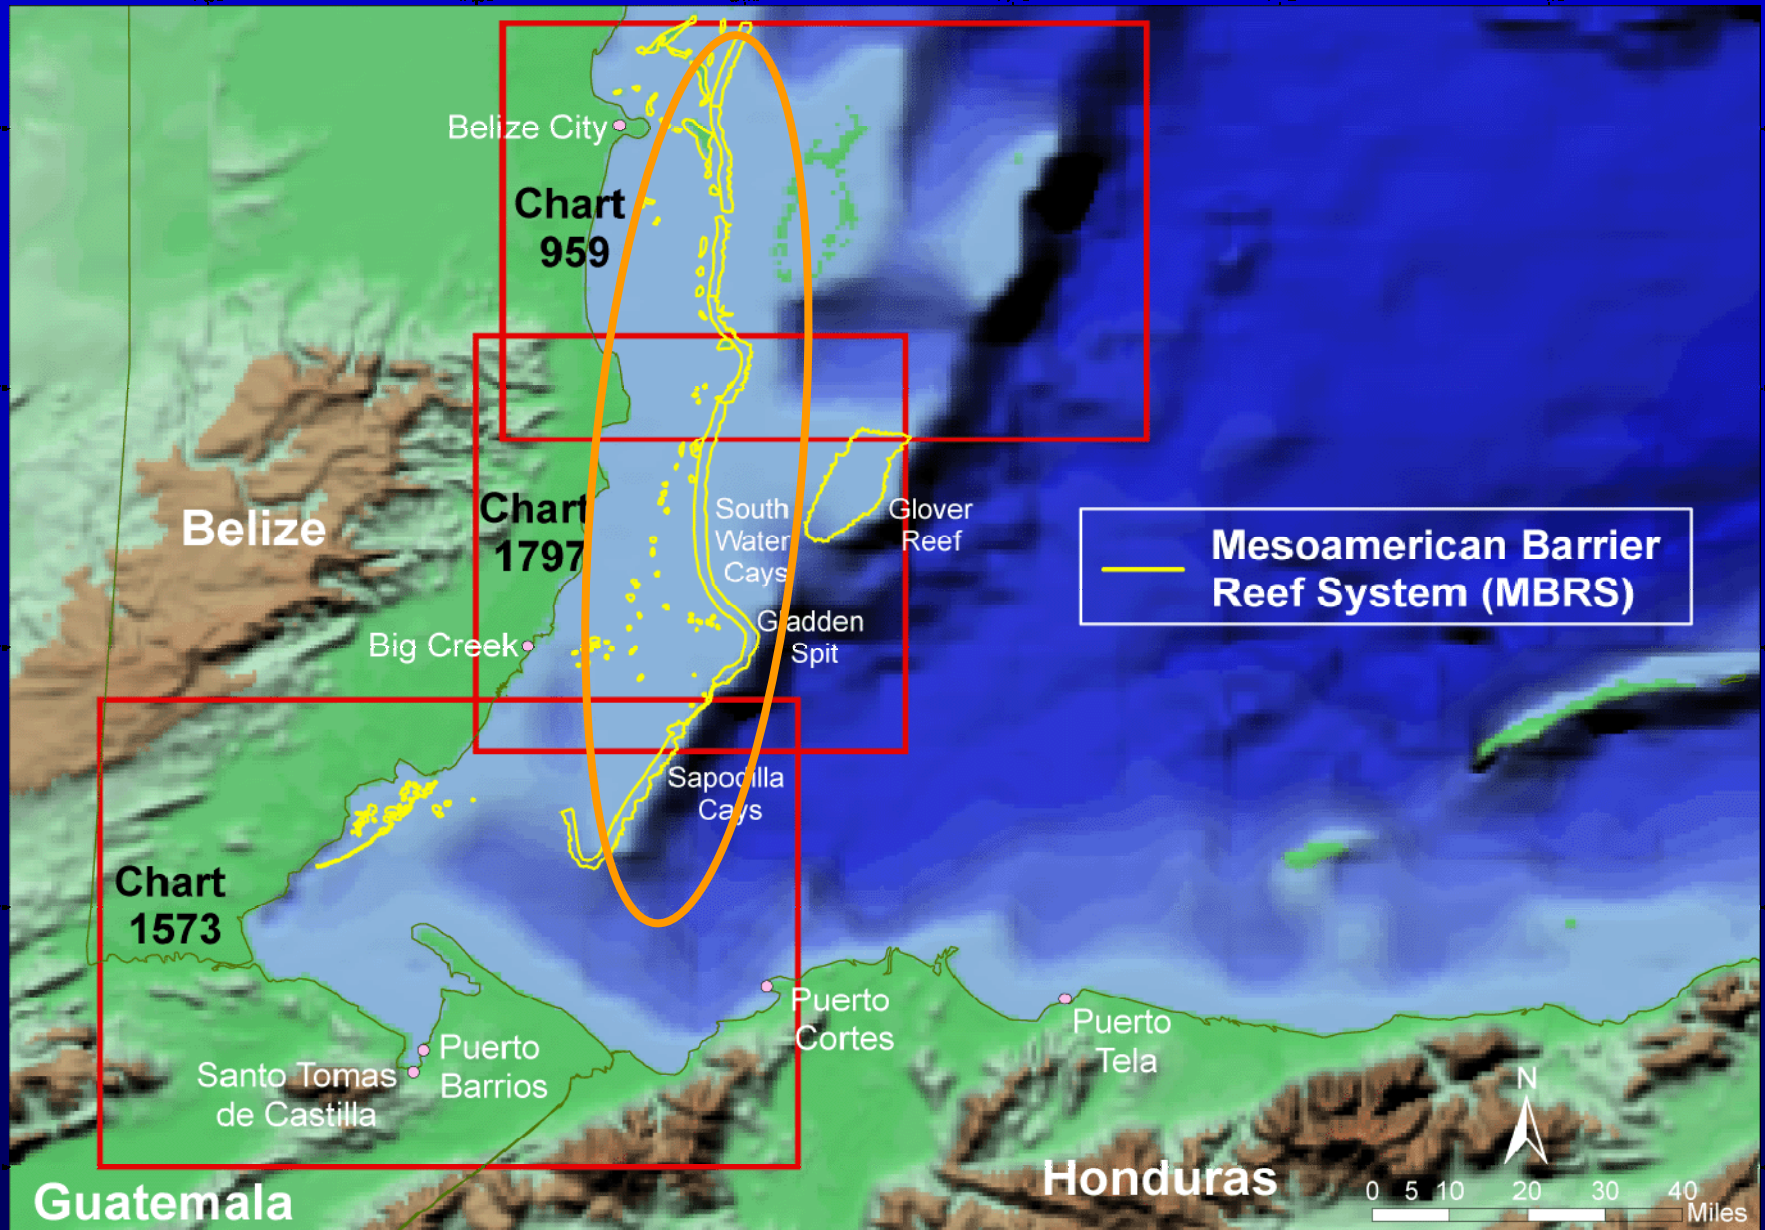 Belize City
Chart
959
Chart
1797
Belize
South
Water
Cays
Glover
Reef
Mesoamerican Barrier
Reef System (MBRS)
Gladden
Spit
Big Creek
Sapodilla
Cays
Chart
1573
Puerto
Cortes
Puerto
Tela
Puerto
Barrios
Santo Tomas
de Castilla
N
Honduras
Guatemala
0 5 10 20 30 40
Miles